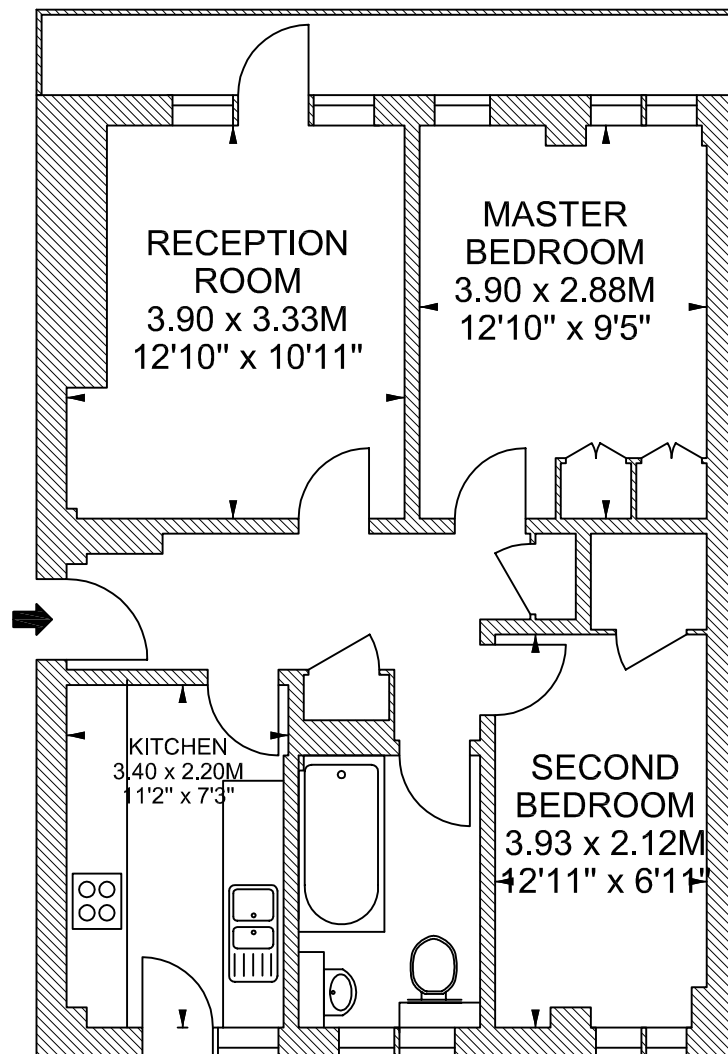 RECEPTION
ROOM
3.90 x 3.33M
12'10" x 10'11"
MASTER
BEDROOM
3.90 x 2.88M
12'10" x 9'5"
KITCHEN
3.40 x 2.20M
11'2" x 7'3"
SECOND
BEDROOM
3.93 x 2.12M
12'11" x 6'11"